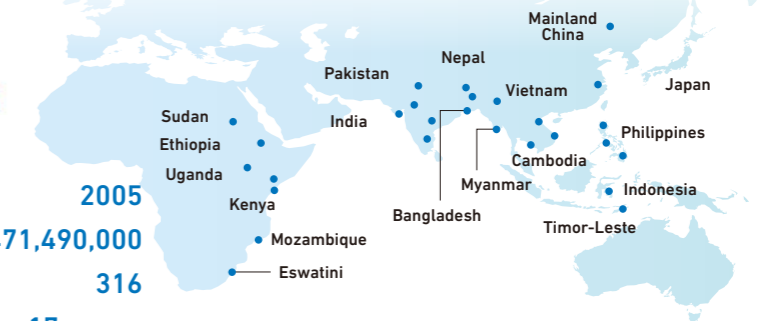 Mainland
China
Nepal
Pakistan
Vietnam
Japan
Sudan
India
Philippines
Ethiopia
Cambodia
Uganda
Myanmar
2005
Indonesia
Kenya
Bangladesh
Timor-Leste
71,490,000
Mozambique
Eswatini
316